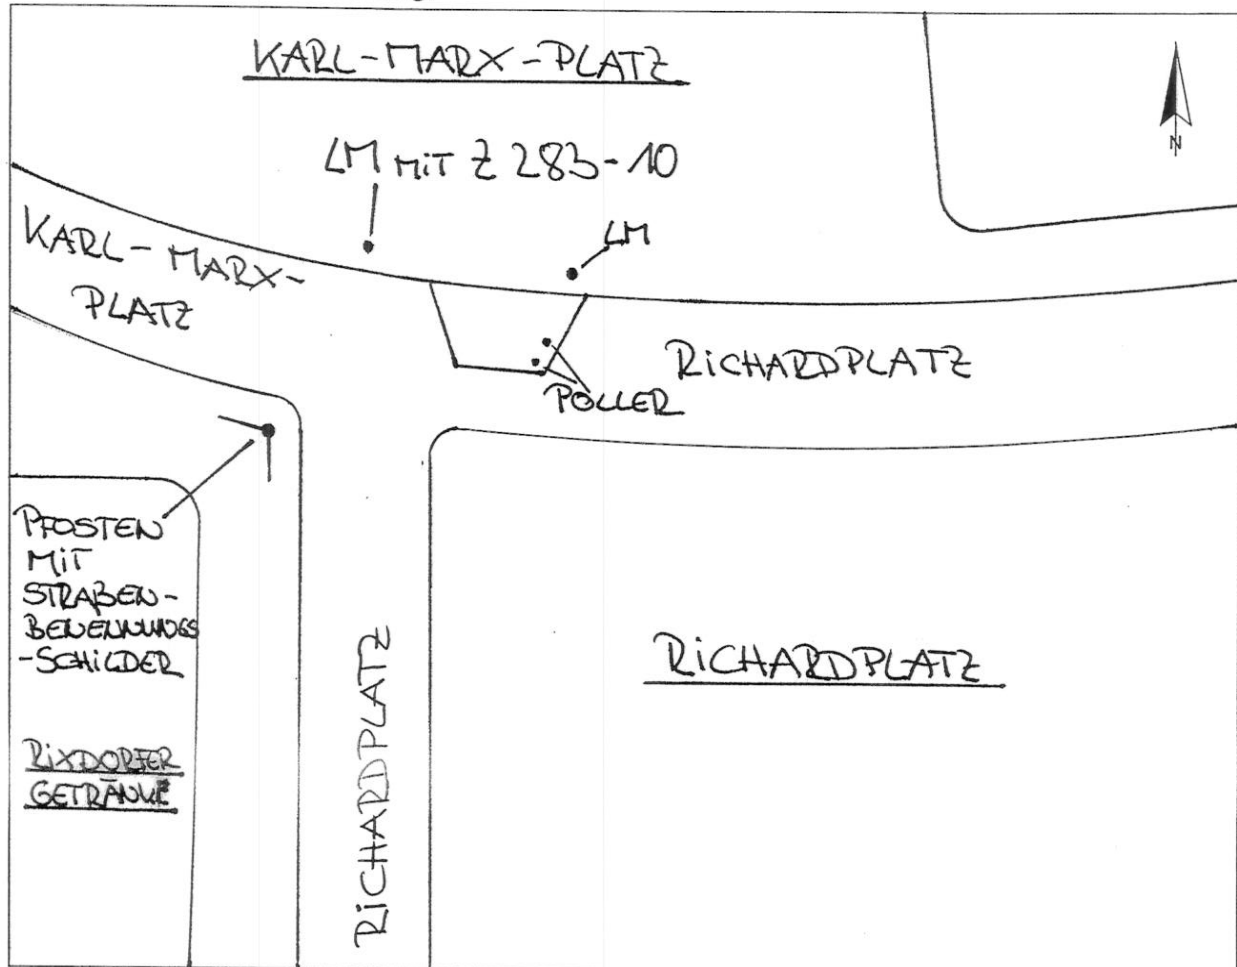 KARL-MARX-PLATZ
LM MIT Z 283-10
N
LM
KARL-MARX-
PLATZ
RICHARDPLATZ
POLLER
PFOSTEN
MIT
STRAßEN-
BENENNUNGS
-SCHILDER
RICHARDPLATZ
RICHARDPLATZ
RIXDORFER
GETRÄNKE